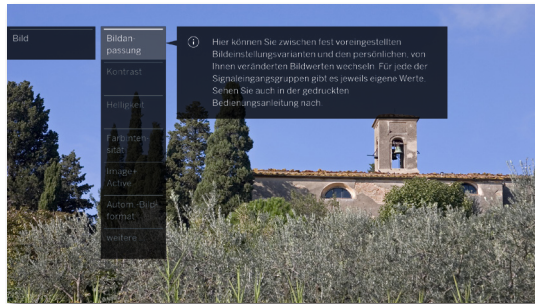 Bild
Bildan-
passung
Kontrast
Helligkeit
Farbinten-
sität
Image+
Active
Autom. Bild-
format
weitere
Hier können Sie zwischen fest voreingestellten
Bildeinstellungsvarianten und den persönlichen, von
Ihnen veränderten Bildwerten wechseln. Für jede der
Signaleingangsgruppen gibt es jeweils eigene Werte.
Sehen Sie auch in der gedruckten
Bedienungsanleitung nach.